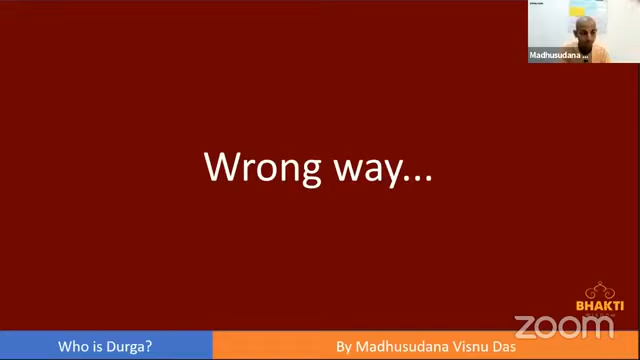 Madhusudana ...
Wrong way...
BHAKTI
zoom
Who is Durga?
By Madhusudana Visnu Das